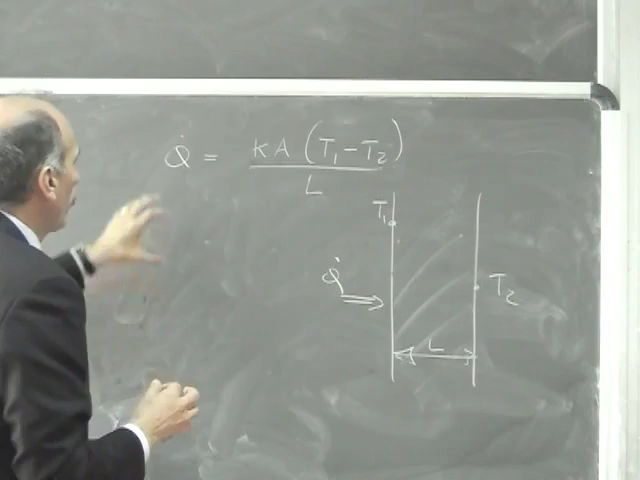 Q̇ = KA(T₁-T₂)
L
T₁
Q̇
T₂
L